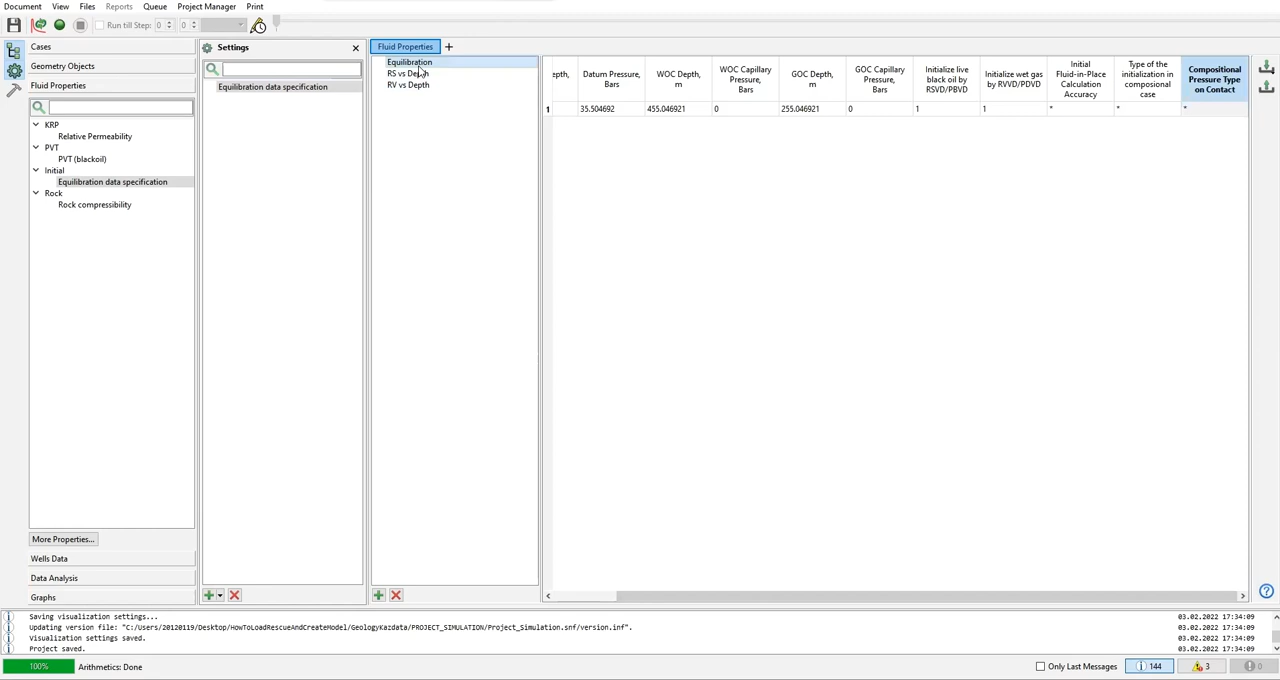 Document View Files Reports Queue Project Manager Print
Run till Step: 0 0
Cases
Geometry Objects
Fluid Properties
KRP
Relative Permeability
PVT
PVT (blackoil)
Initial
Equilibration data specification
Rock
Rock compressibility
More Properties...
Wells Data
Data Analysis
Graphs
Settings
Equilibration data specification
Fluid Properties
Equilibration
RS vs Depth
RV vs Depth
epth,
Datum Pressure,
Bars
WOC Depth,
m
WOC Capillary
Pressure,
Bars
GOC Depth,
m
GOC Capillary
Pressure,
Bars
Initialize live
black oil by
RSVD/PBVD
Initialize wet gas
by RVVD/PDVD
Initial
Fluid-in-Place
Calculation
Accuracy
Type of the
initialization in
composional
case
Compositional
Pressure Type
on Contact
1 35.504692 455.046921 0 255.046921 0 1 1 * * *
Saving visualization settings... 03.02.2022 17:34:09
Updating version file: "C:/Users/20120119/Desktop/HowToLoadRescueAndCreateModel/GeologyKazdata/PROJECT_SIMULATION/Project_Simulation.snf/version.inf". 03.02.2022 17:34:09
Visualization settings saved. 03.02.2022 17:34:09
Project saved. 03.02.2022 17:34:09
100% Arithmetics: Done Only Last Messages 144 3 0